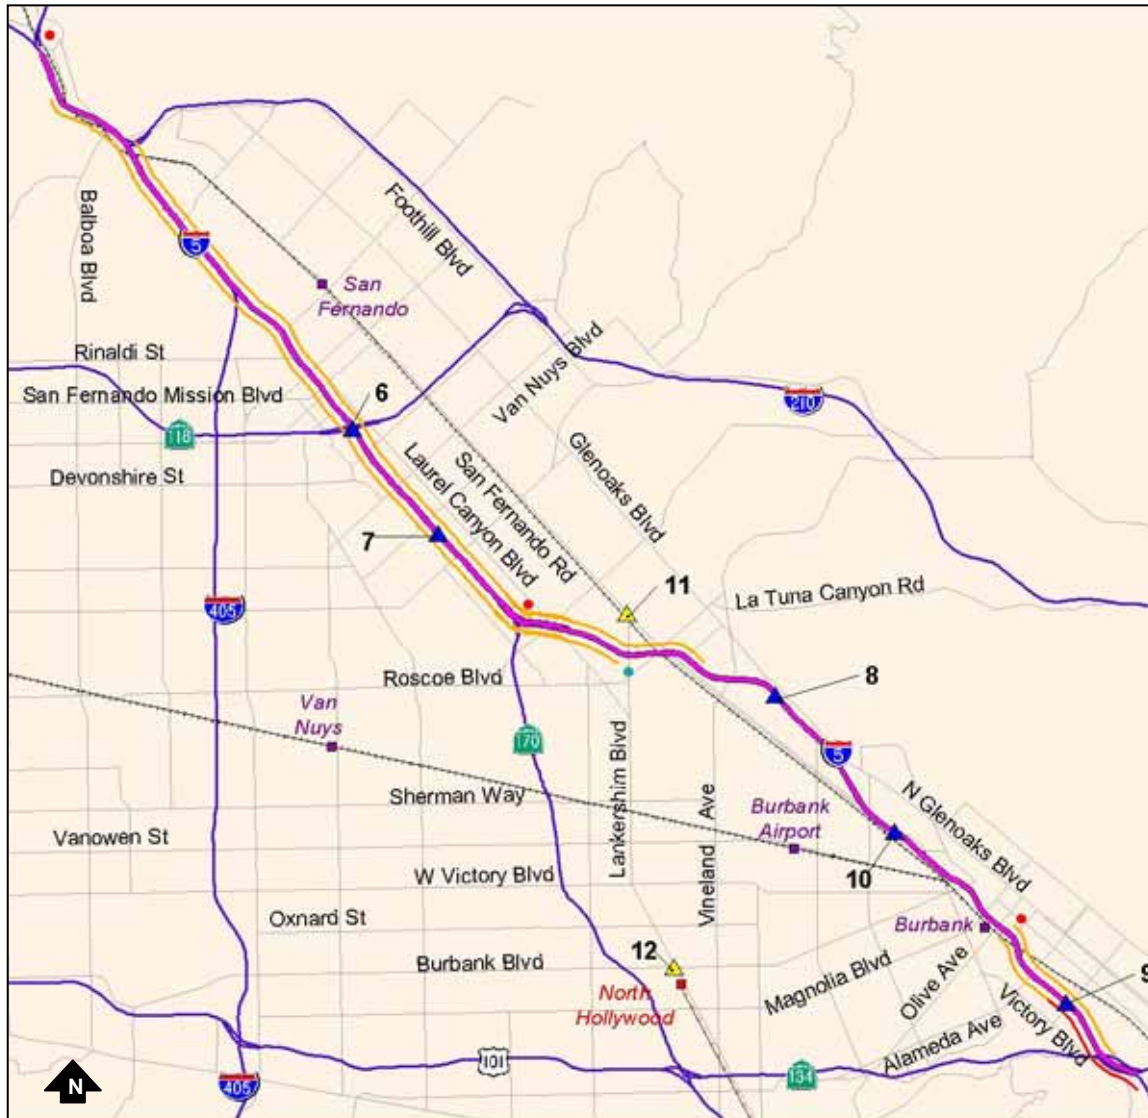 Balboa Blvd
5
Foothill Blvd
San
Fernando
Rinaldi St
San Fernando Mission Blvd
6
Van Nuys Blvd
210
118
Devonshire St
Laurel Canyon Blvd
San Fernando Rd
Glenoaks Blvd
7
11
405
La Tuna Canyon Rd
Roscoe Blvd
8
Van
Nuys
170
5
Lankershim Blvd
Vineland Ave
Sherman Way
Burbank
Airport
N Glenoaks Blvd
Vanowen St
W Victory Blvd
10
Oxnard St
Burbank
12
Burbank Blvd
North
Hollywood
Magnolia Blvd
Olive Ave
Victory Blvd
9
Alameda Ave
N
405
101
134